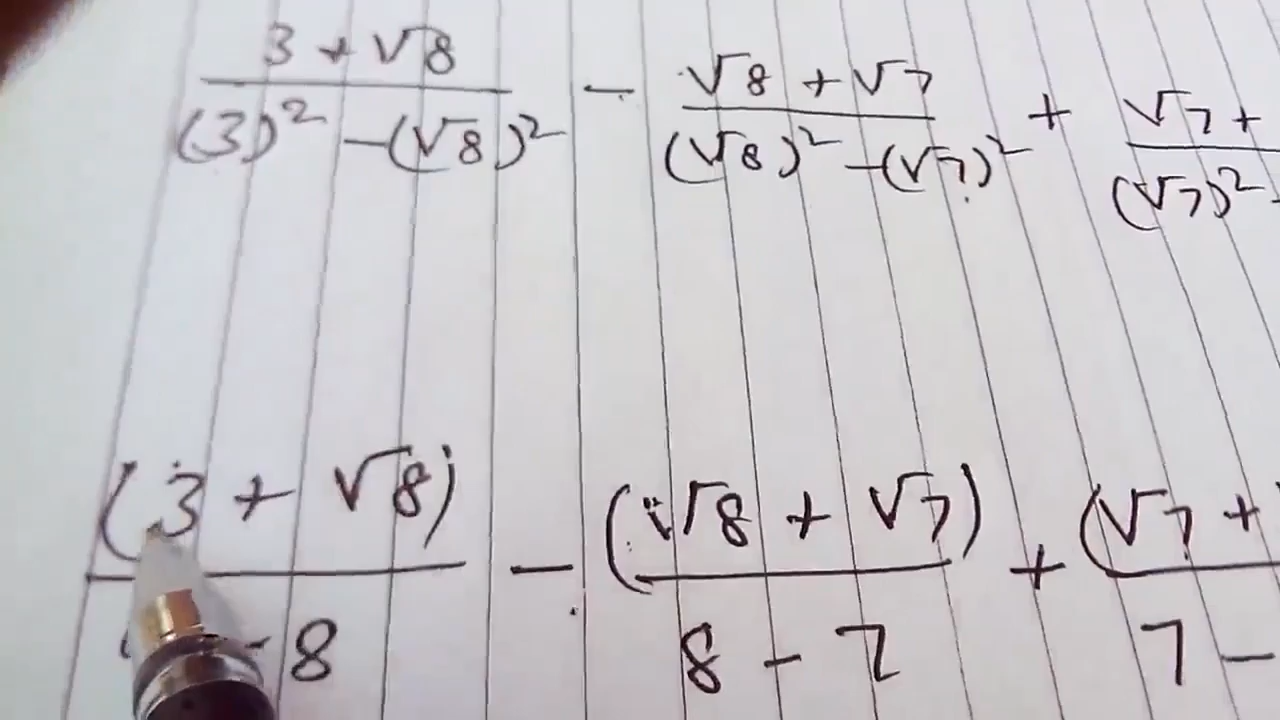 3 + √8 √8 + √7 √7 +
(3)² - (√8)² - (√8)² - (√7)² + (√7)²
(3 + √8) - (√8 + √7) + (√7 +
- 8 8 - 7 7 -